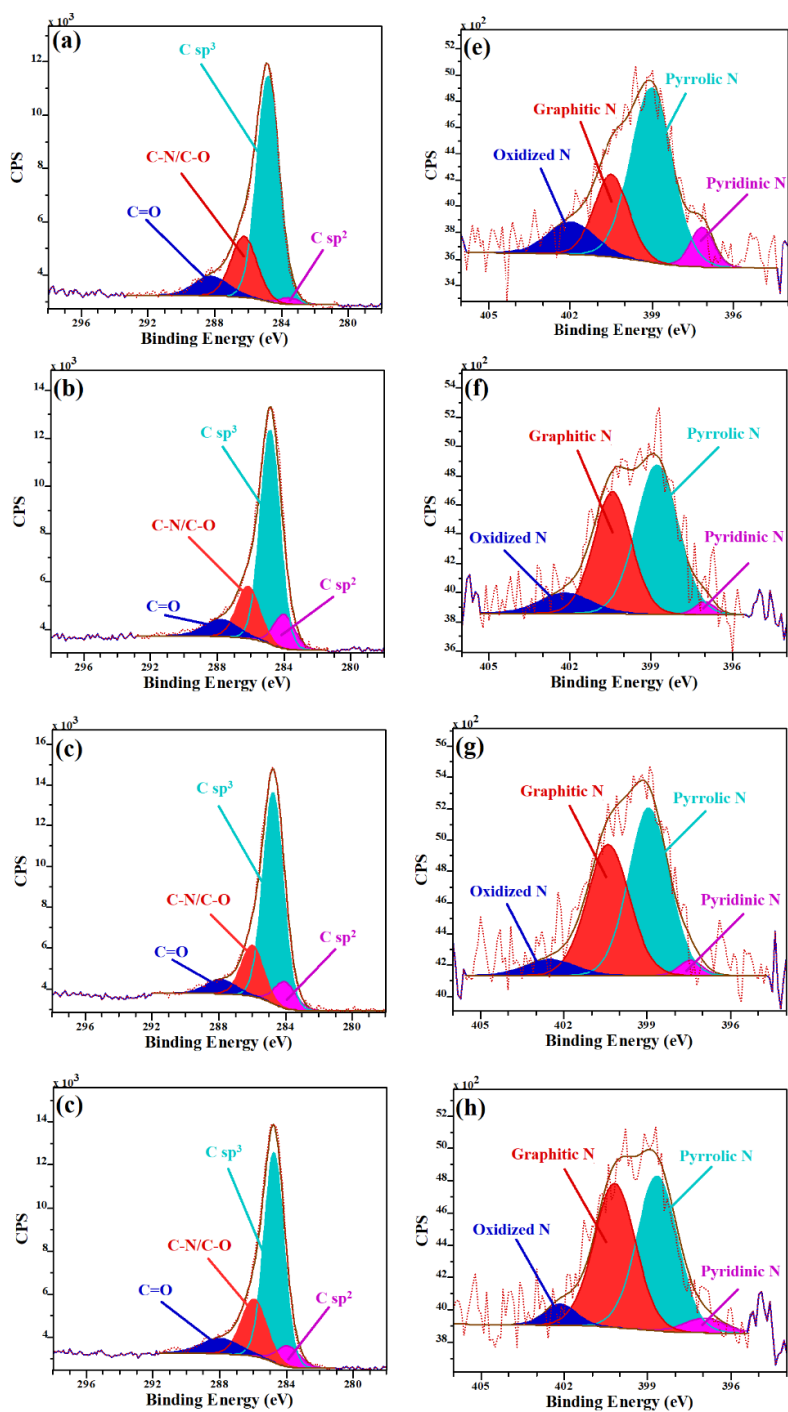 x 10³
(a)
C sp³
12
10
C-N/C-O
8
C=O
6
C sp²
4
CPS
296 292 288 284 280
Binding Energy (eV)
x 10²
(e)
52
50
Pyrrolic N
48
Graphitic N
46
44
Oxidized N
42
40
Pyridinic N
38
36
34
CPS
405 402 399 396
Binding Energy (eV)
x 10³
(b)
14
12
C sp³
10
C-N/C-O
8
C sp²
6
C=O
4
CPS
296 292 288 284 280
Binding Energy (eV)
x 10²
(f)
54
52
50
Graphitic N
Pyrrolic N
48
46
44
42
Oxidized N
Pyridinic N
40
38
36
CPS
405 402 399 396
Binding Energy (eV)
x 10³
(c)
16
14
C sp³
12
10
C-N/C-O
8
C sp²
C=O
6
4
CPS
296 292 288 284 280
Binding Energy (eV)
x 10²
(g)
56
54
Graphitic N
Pyrrolic N
52
50
48
46
Oxidized N
Pyridinic N
44
42
CPS
405 402 399 396
Binding Energy (eV)
x 10³
(c)
14
C sp³
12
10
C-N/C-O
8
C=O
C sp²
6
4
CPS
296 292 288 284 280
Binding Energy (eV)
x 10²
(h)
50
Graphitic N
Pyrrolic N
48
46
44
Oxidized N
42
Pyridinic N
40
38
CPS
405 402 399 396
Binding Energy (eV)